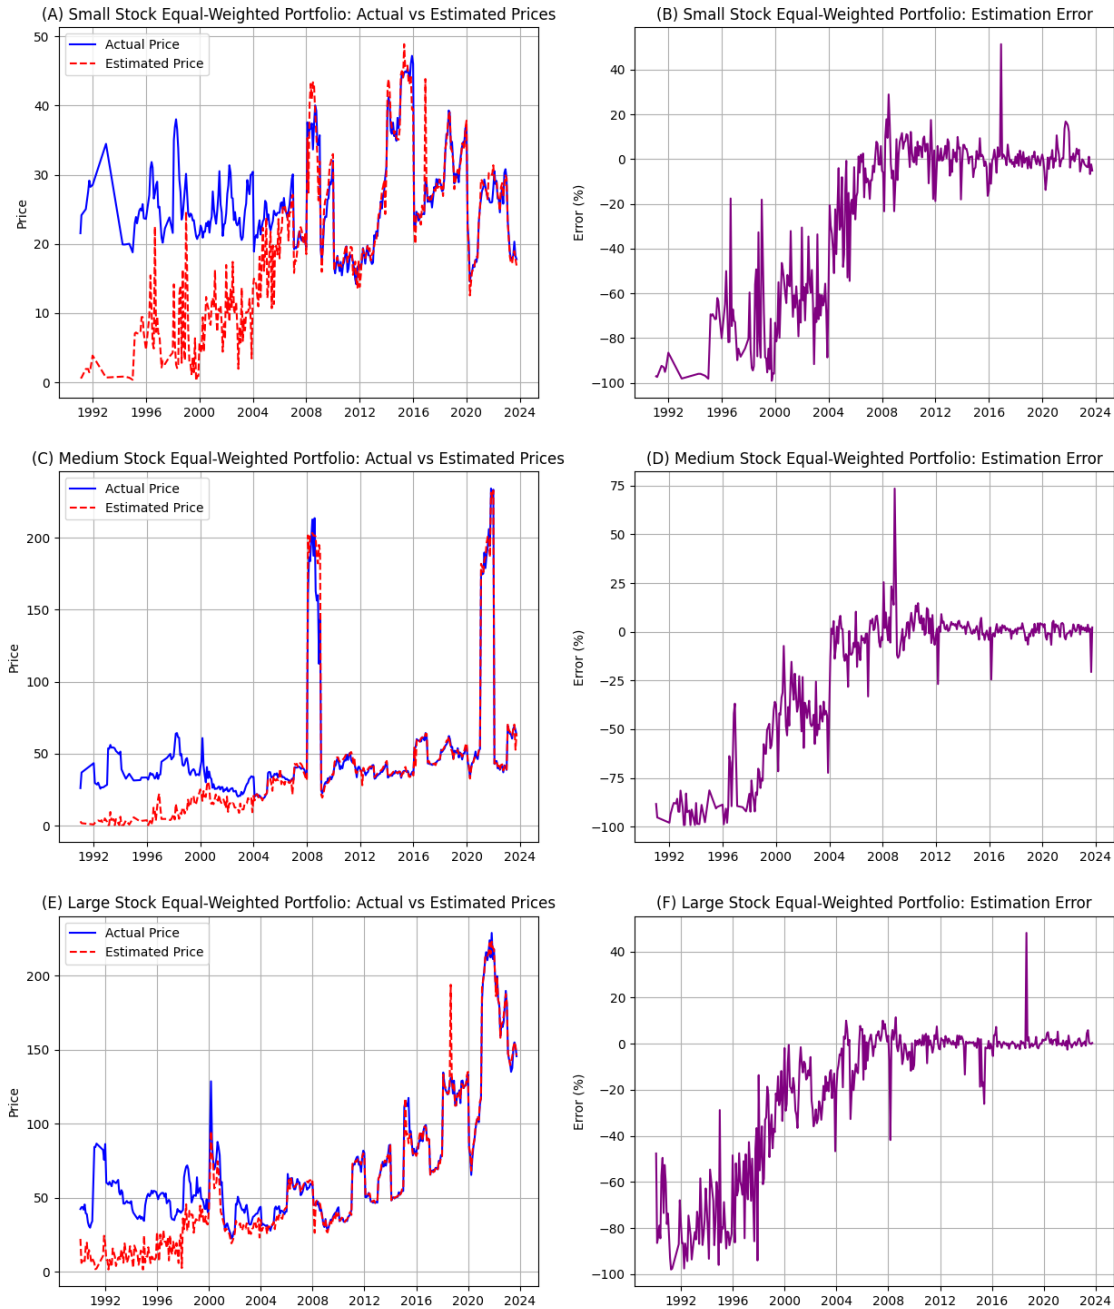 (A) Small Stock Equal-Weighted Portfolio: Actual vs Estimated Prices
Actual Price
Estimated Price
Price
50
40
30
20
10
0
1992 1996 2000 2004 2008 2012 2016 2020 2024
(B) Small Stock Equal-Weighted Portfolio: Estimation Error
Error (%)
40
20
0
−20
−40
−60
−80
−100
1992 1996 2000 2004 2008 2012 2016 2020 2024
(C) Medium Stock Equal-Weighted Portfolio: Actual vs Estimated Prices
Actual Price
Estimated Price
Price
200
150
100
50
0
1992 1996 2000 2004 2008 2012 2016 2020 2024
(D) Medium Stock Equal-Weighted Portfolio: Estimation Error
Error (%)
75
50
25
0
−25
−50
−75
−100
1992 1996 2000 2004 2008 2012 2016 2020 2024
(E) Large Stock Equal-Weighted Portfolio: Actual vs Estimated Prices
Actual Price
Estimated Price
Price
200
150
100
50
0
1992 1996 2000 2004 2008 2012 2016 2020 2024
(F) Large Stock Equal-Weighted Portfolio: Estimation Error
Error (%)
40
20
0
−20
−40
−60
−80
−100
1992 1996 2000 2004 2008 2012 2016 2020 2024